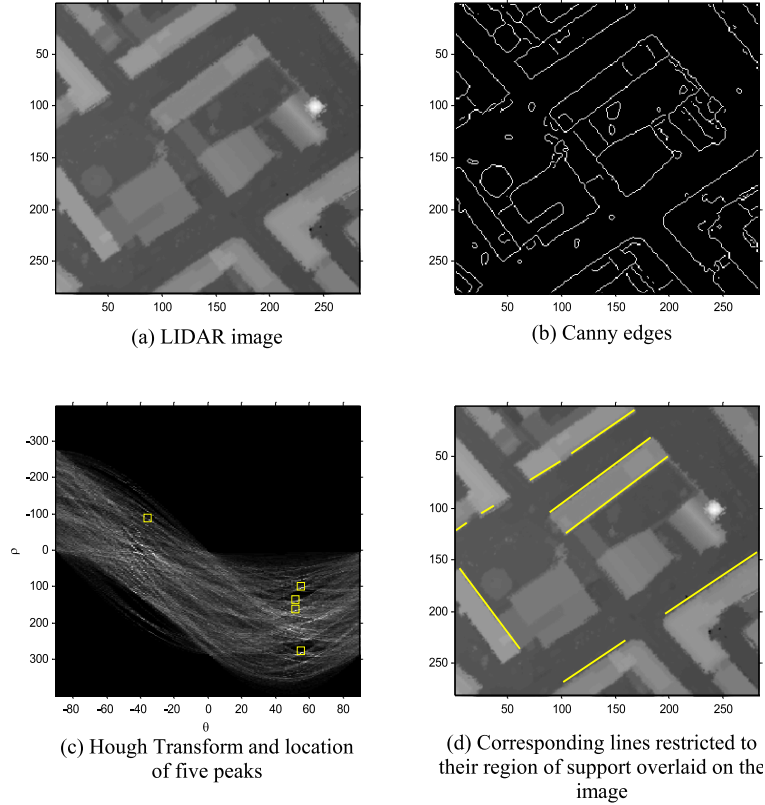 50
100
150
200
250
50 100 150 200 250
(a) LIDAR image
50
100
150
200
250
50 100 150 200 250
(b) Canny edges
-300
-200
-100
0
100
200
300
ρ
-80 -60 -40 -20 0 20 40 60 80
θ
(c) Hough Transform and location
of five peaks
50
100
150
200
250
50 100 150 200 250
(d) Corresponding lines restricted to
their region of support overlaid on the
image